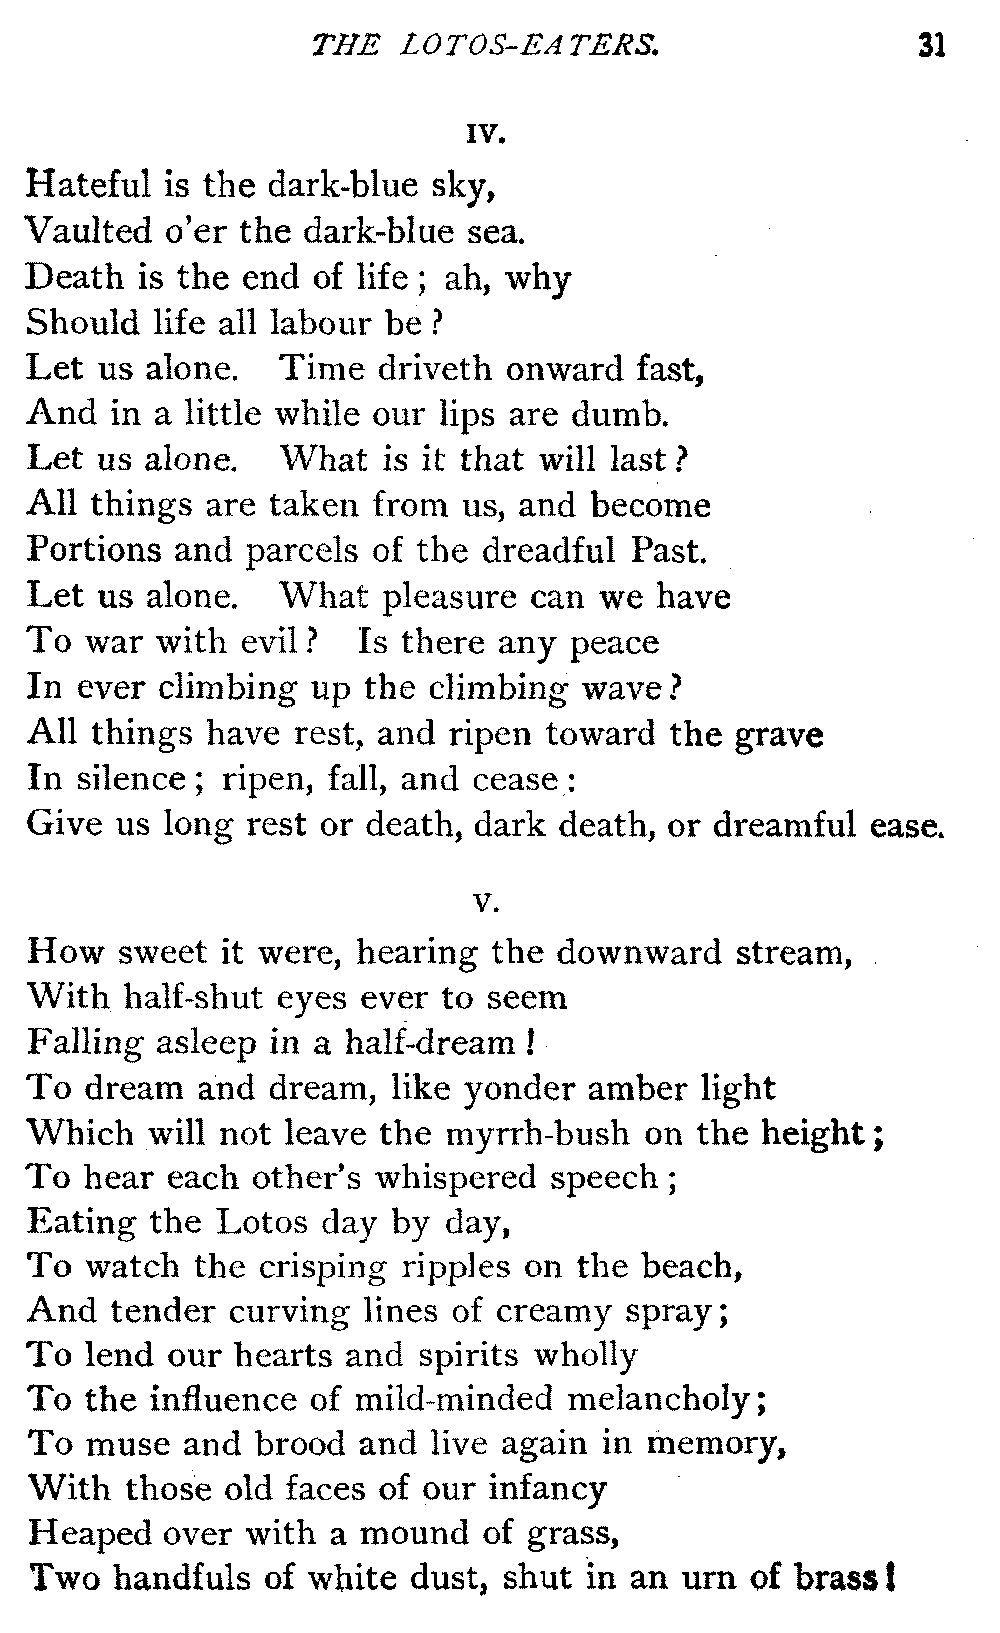 THE LOTOS-EATERS. 31
IV.
Hateful is the dark-blue sky,
Vaulted o'er the dark-blue sea.
Death is the end of life; ah, why
Should life all labour be?
Let us alone. Time driveth onward fast,
And in a little while our lips are dumb.
Let us alone. What is it that will last?
All things are taken from us, and become
Portions and parcels of the dreadful Past.
Let us alone. What pleasure can we have
To war with evil? Is there any peace
In ever climbing up the climbing wave?
All things have rest, and ripen toward the grave
In silence; ripen, fall, and cease:
Give us long rest or death, dark death, or dreamful ease.
V.
How sweet it were, hearing the downward stream,
With half-shut eyes ever to seem
Falling asleep in a half-dream!
To dream and dream, like yonder amber light
Which will not leave the myrrh-bush on the height;
To hear each other's whispered speech;
Eating the Lotos day by day,
To watch the crisping ripples on the beach,
And tender curving lines of creamy spray;
To lend our hearts and spirits wholly
To the influence of mild-minded melancholy;
To muse and brood and live again in memory,
With those old faces of our infancy
Heaped over with a mound of grass,
Two handfuls of white dust, shut in an urn of brass!